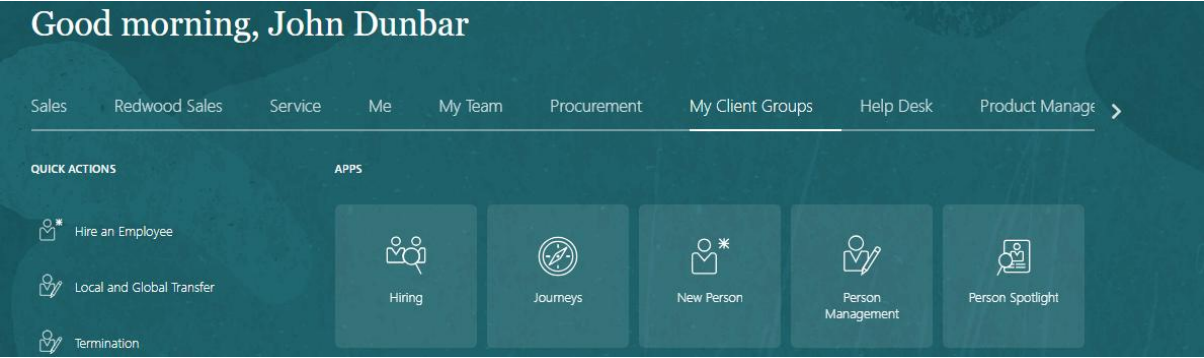 Good morning, John Dunbar
Sales Redwood Sales Service Me My Team Procurement My Client Groups Help Desk Product Manage
QUICK ACTIONS
APPS
Hire an Employee
Local and Global Transfer
Termination
Hiring
Journeys
New Person
Person
Management
Person Spotlight